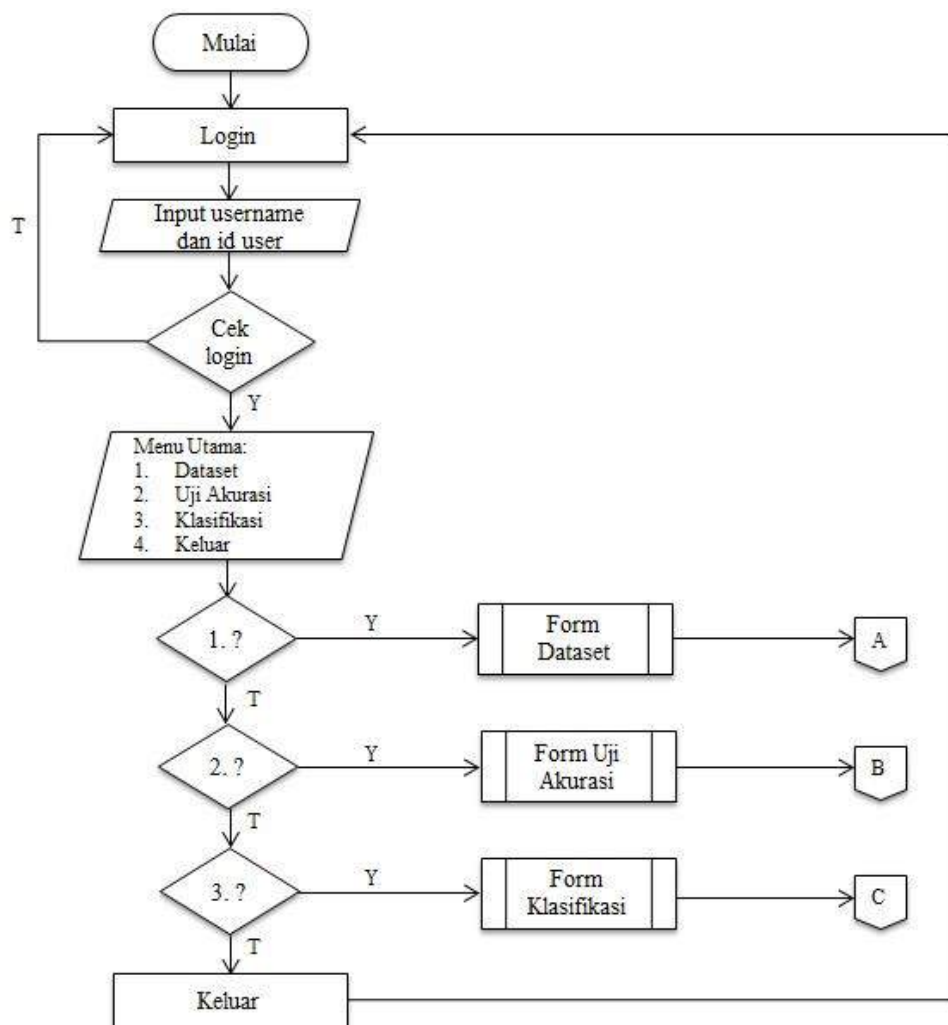 Mulai
Login
T
Input username
dan id user
Cek
login
Y
Menu Utama:
1. Dataset
2. Uji Akurasi
3. Klasifikasi
4. Keluar
1. ?
Y
Form
Dataset
A
T
2. ?
Y
Form Uji
Akurasi
B
T
3. ?
Y
Form
Klasifikasi
C
T
Keluar